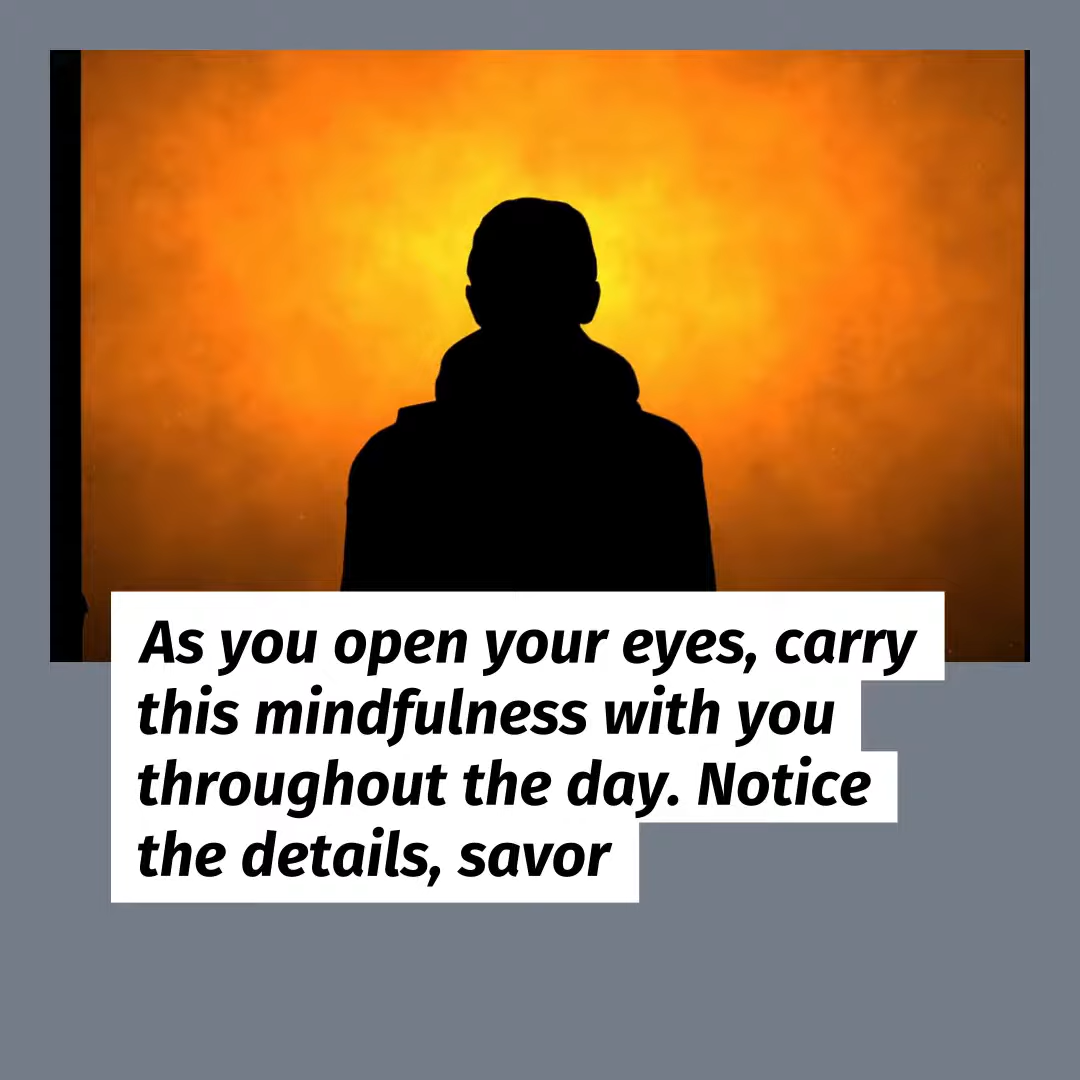 As you open your eyes, carry
this mindfulness with you
throughout the day. Notice
the details, savor